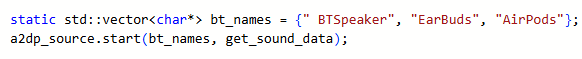 static std::vector<char*> bt_names = {" BTSpeaker", "EarBuds", "AirPods"};
a2dp_source.start(bt_names, get_sound_data);